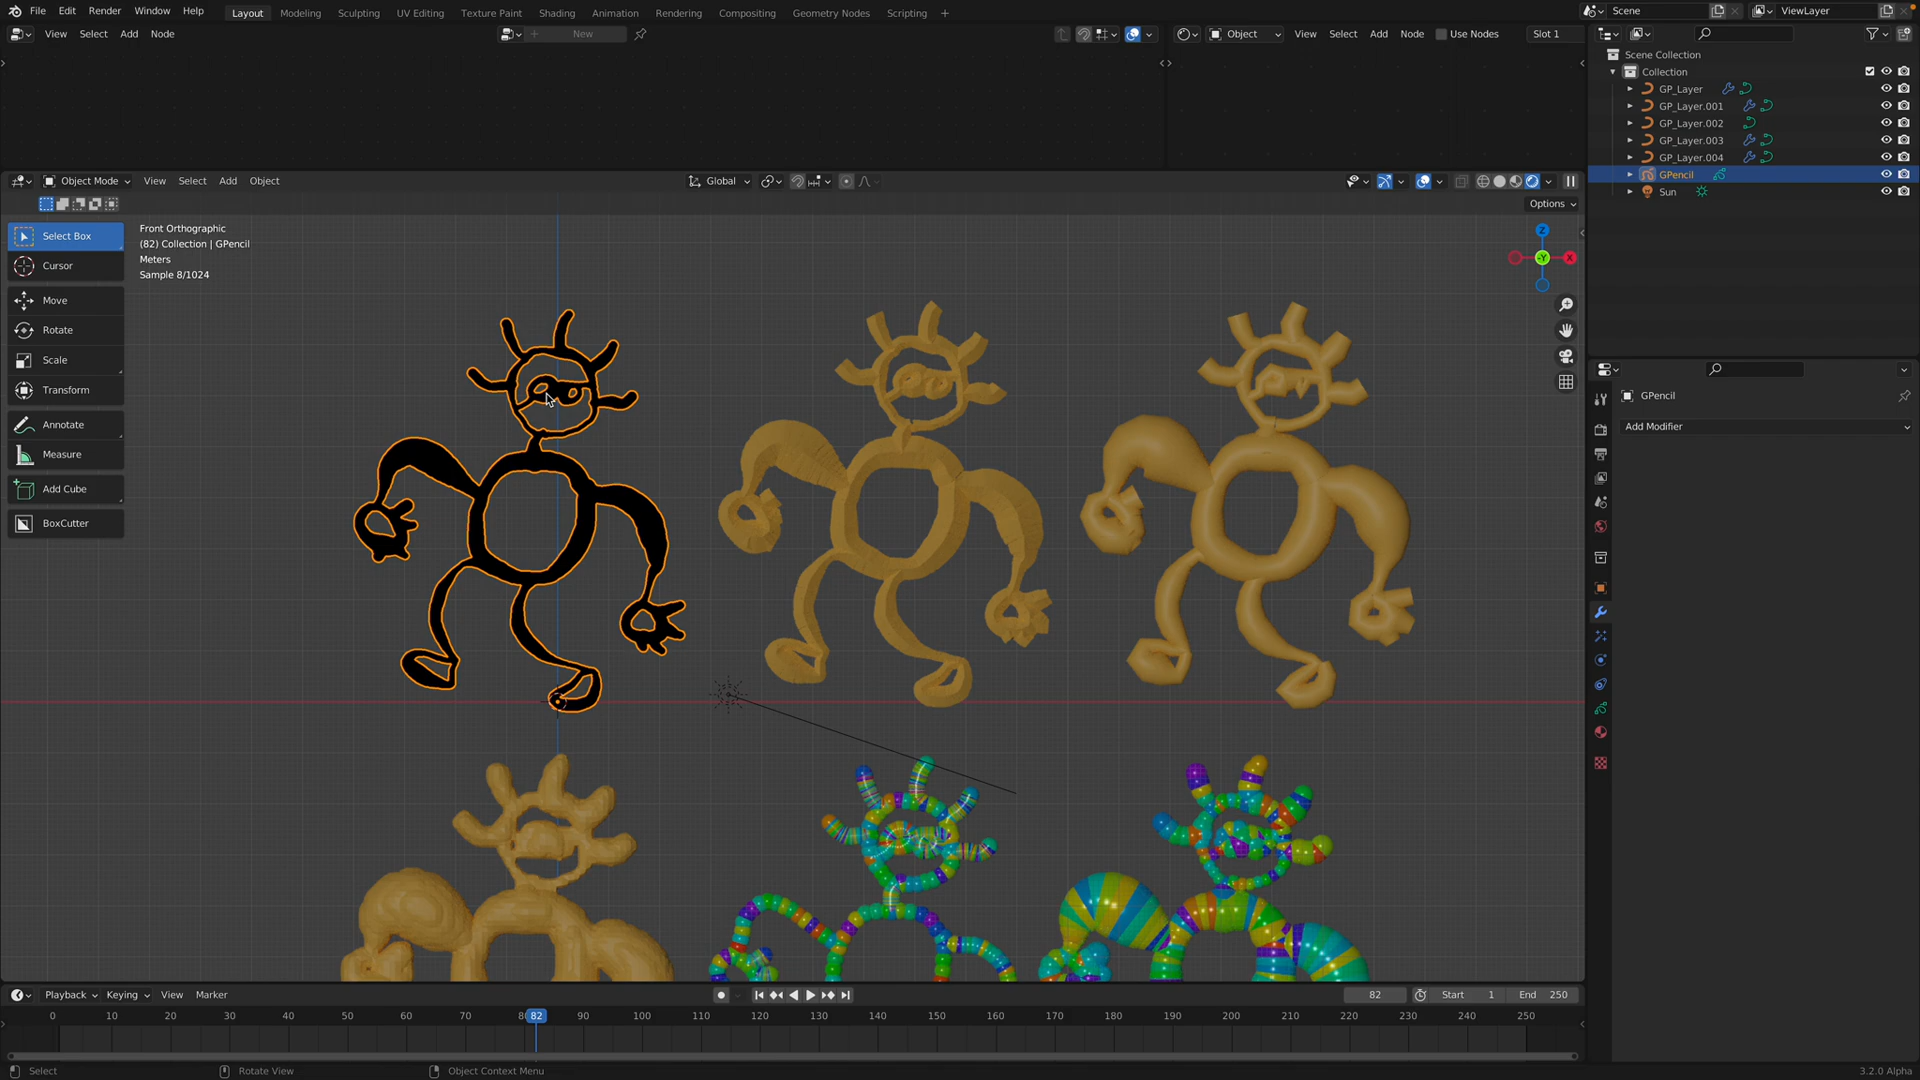 File Edit Render Window Help Layout Modeling Sculpting UV Editing Texture Paint Shading Animation Rendering Compositing Geometry Nodes Scripting + Scene ViewLayer
View Select Add Node New Object View Select Add Node Use Nodes Slot 1
Scene Collection
Collection
GP_Layer
GP_Layer.001
GP_Layer.002
GP_Layer.003
GP_Layer.004
GPencil
Sun
Object Mode View Select Add Object Global
Options
Select Box
Cursor
Move
Rotate
Scale
Transform
Annotate
Measure
Add Cube
BoxCutter
Front Orthographic
(82) Collection | GPencil
Meters
Sample 8/1024
Z
-Y
X
GPencil
Add Modifier
Playback Keying View Marker 82 Start 1 End 250
0 10 20 30 40 50 60 70 8 82 90 100 110 120 130 140 150 160 170 180 190 200 210 220 230 240 250
Select Rotate View Object Context Menu 3.2.0 Alpha